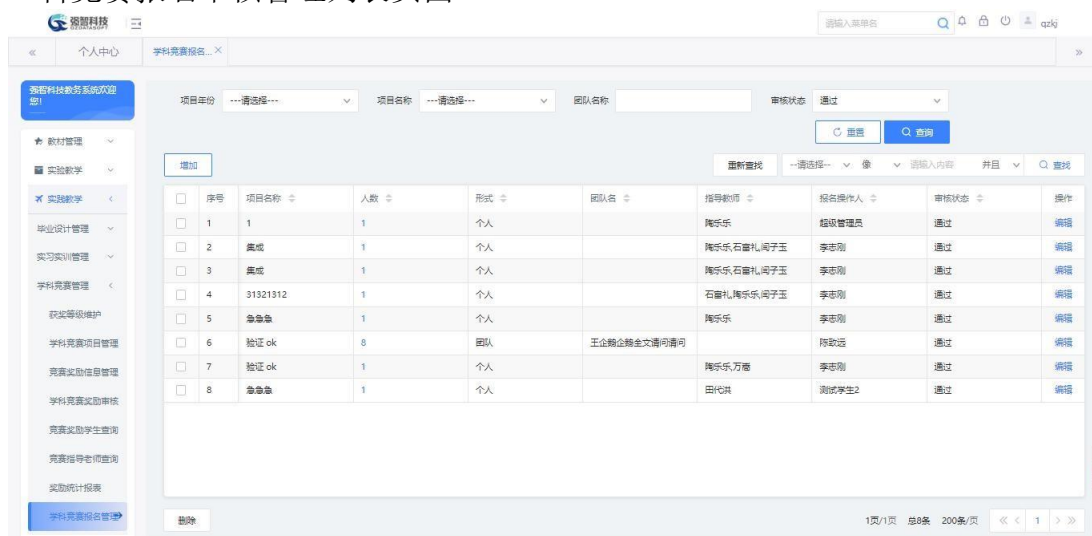 强智科技
QZDATASOFT
请输入菜单名
qzkj
个人中心
学科竞赛报名...×
强智科技教务系统欢迎您!
教材管理
实验教学
实践教学
毕业设计管理
实习实训管理
学科竞赛管理
获奖等级维护
学科竞赛项目管理
竞赛奖励信息管理
学科竞赛奖励审核
竞赛奖励学生查询
竞赛指导老师查询
奖励统计报表
学科竞赛报名管理
项目年份 ---请选择--- 项目名称 ---请选择--- 团队名称 审核状态 通过
重置 查询
增加 重新查找 --请选择-- 像 请输入内容 并且 查找
序号 项目名称 人数 形式 团队名 指导教师 报名操作人 审核状态 操作
1 1 1 个人 陶乐乐 超级管理员 通过 编辑
2 集成 1 个人 陶乐乐,石富礼,闾子玉 李志刚 通过 编辑
3 集成 1 个人 陶乐乐,石富礼,闾子玉 李志刚 通过 编辑
4 31321312 1 个人 石富礼,陶乐乐,闾子玉 李志刚 通过 编辑
5 急急急 1 个人 陶乐乐 李志刚 通过 编辑
6 验证 ok 8 团队 王企鹅企鹅全文请问请问 陈敢远 通过 编辑
7 验证 ok 1 个人 陶乐乐,万蓉 李志刚 通过 编辑
8 急急急 1 个人 田代洪 测试学生2 通过 编辑
删除 1页/1页 总8条 200条/页 1